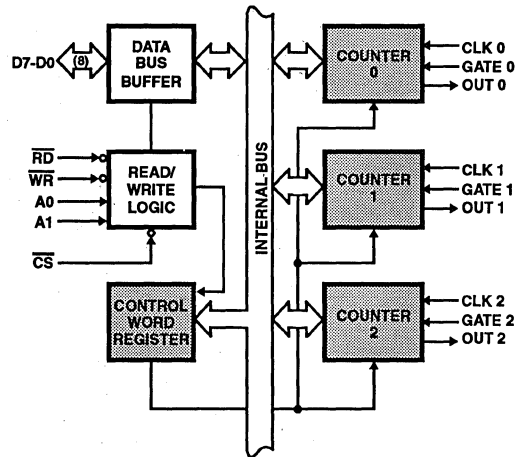 D7-D0
(8)
DATA
BUS
BUFFER
RD
WR
A0
A1
CS
READ/
WRITE
LOGIC
CONTROL
WORD
REGISTER
INTERNAL-BUS
COUNTER
0
CLK 0
GATE 0
OUT 0
COUNTER
1
CLK 1
GATE 1
OUT 1
COUNTER
2
CLK 2
GATE 2
OUT 2